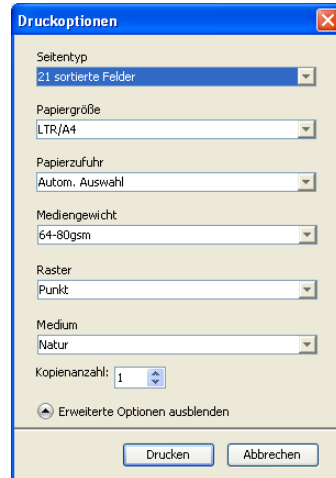 Druckoptionen
Seitentyp
21 sortierte Felder
Papiergröße
LTR/A4
Papierzufuhr
Autom. Auswahl
Mediengewicht
64-80gsm
Raster
Punkt
Medium
Natur
Kopienanzahl: 1
Erweiterte Optionen ausblenden
Drucken Abbrechen